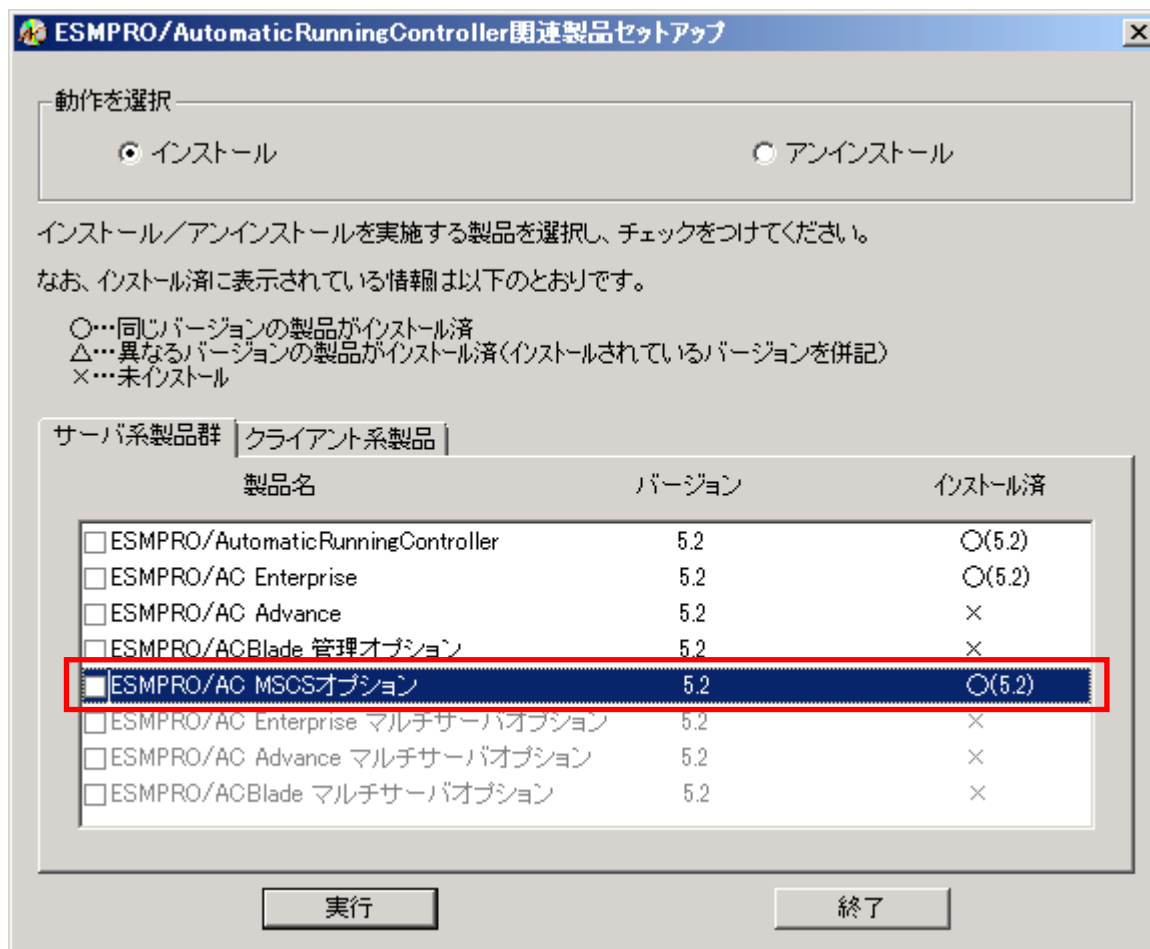 ESMPRO/AutomaticRunningController関連製品セットアップ
動作を選択
インストール アンインストール
インストール／アンインストールを実施する製品を選択し、チェックをつけてください。
なお、インストール済に表示されている情報は以下のとおりです。
○…同じバージョンの製品がインストール済
△…異なるバージョンの製品がインストール済(インストールされているバージョンを併記)
×…未インストール
サーバ系製品群 クライアント系製品
製品名 バージョン インストール済
ESMPRO/AutomaticRunningController 5.2 ○(5.2)
ESMPRO/AC Enterprise 5.2 ○(5.2)
ESMPRO/AC Advance 5.2 ×
ESMPRO/ACBlade 管理オプション 5.2 ×
ESMPRO/AC MSCSオプション 5.2 ○(5.2)
ESMPRO/AC Enterprise マルチサーバオプション 5.2 ×
ESMPRO/AC Advance マルチサーバオプション 5.2 ×
ESMPRO/ACBlade マルチサーバオプション 5.2 ×
実行 終了